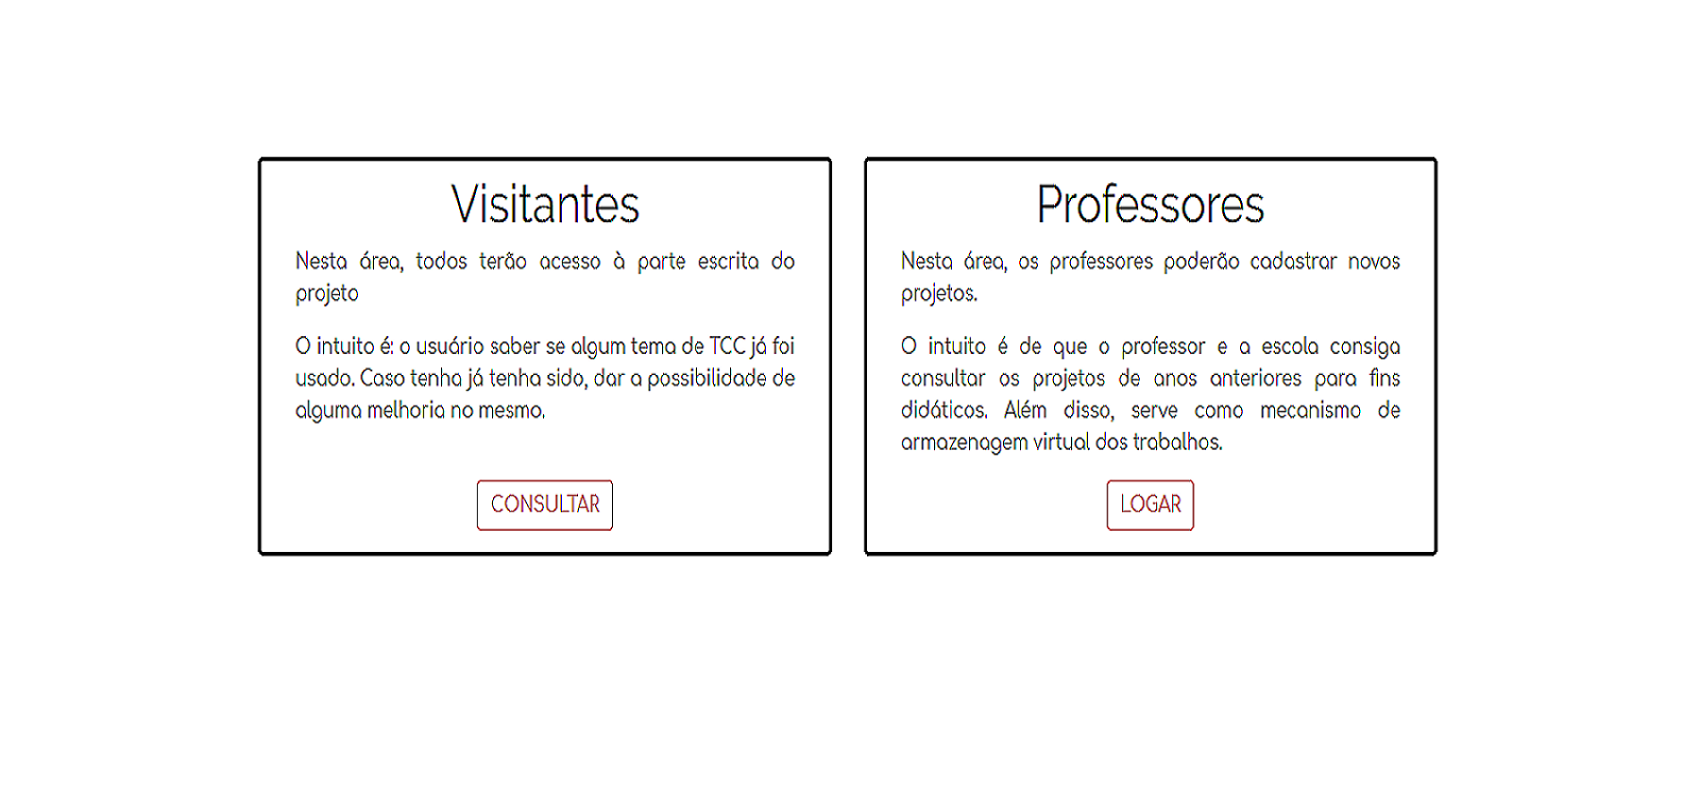 Visitantes
Nesta área, todos terão acesso à parte escrita do
projeto
O intuito é: o usuário saber se algum tema de TCC já foi
usado. Caso tenha já tenha sido, dar a possibilidade de
alguma melhoria no mesmo.
CONSULTAR
Professores
Nesta área, os professores poderão cadastrar novos
projetos.
O intuito é de que o professor e a escola consiga
consultar os projetos de anos anteriores para fins
didáticos. Além disso, serve como mecanismo de
armazenagem virtual dos trabalhos.
LOGAR